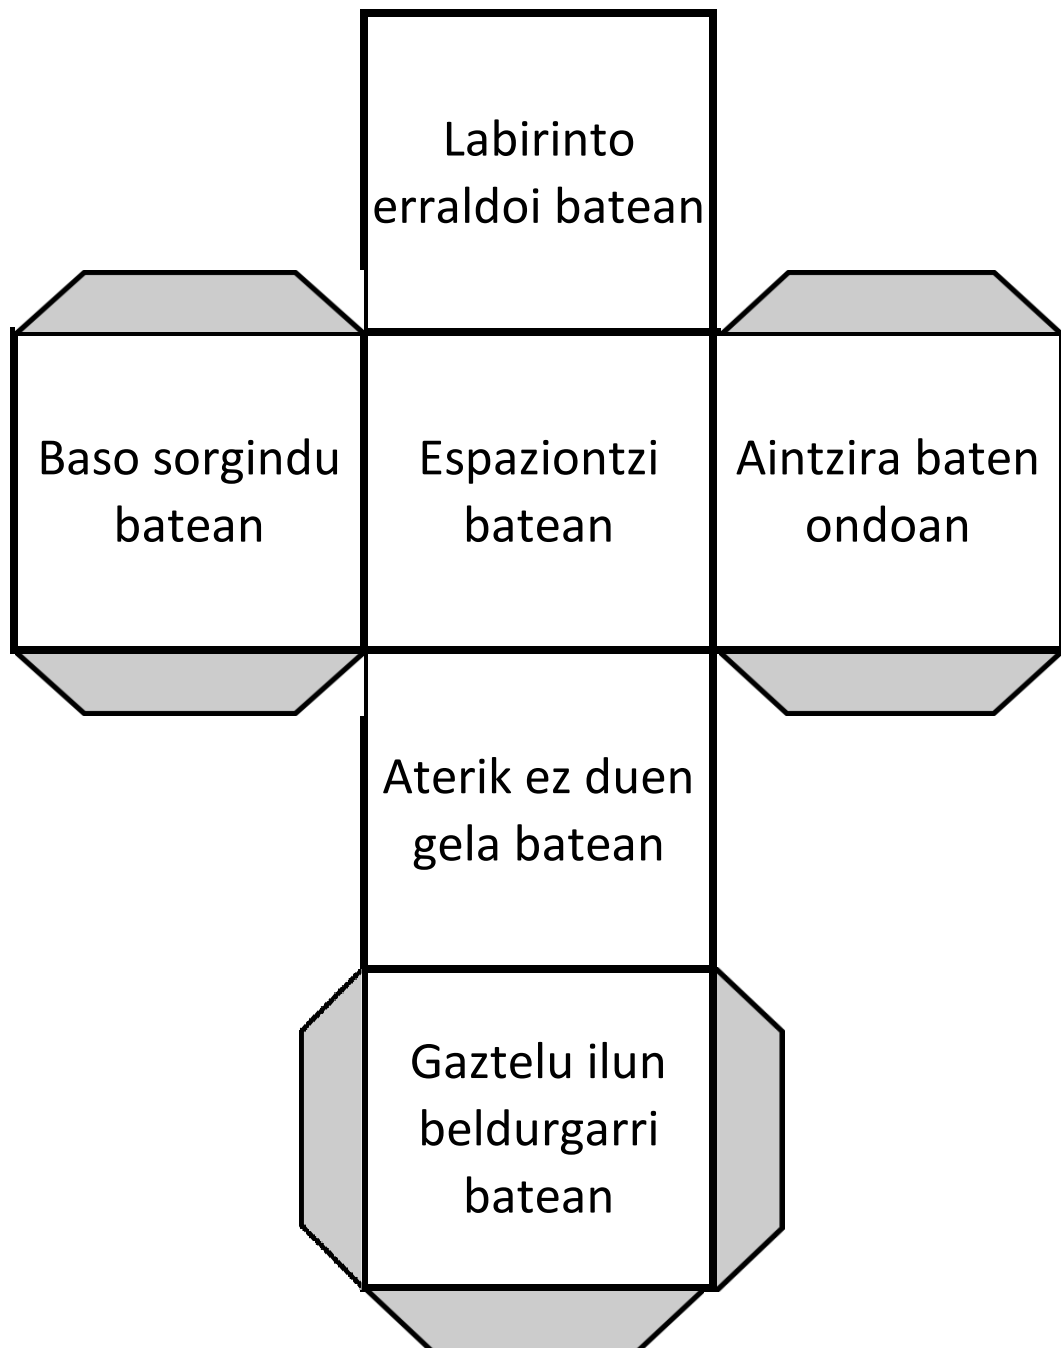 Labirinto
erraldoi batean
Baso sorgindu
batean
Espaziontzi
batean
Aintzira baten
ondoan
Aterik ez duen
gela batean
Gaztelu ilun
beldurgarri
batean